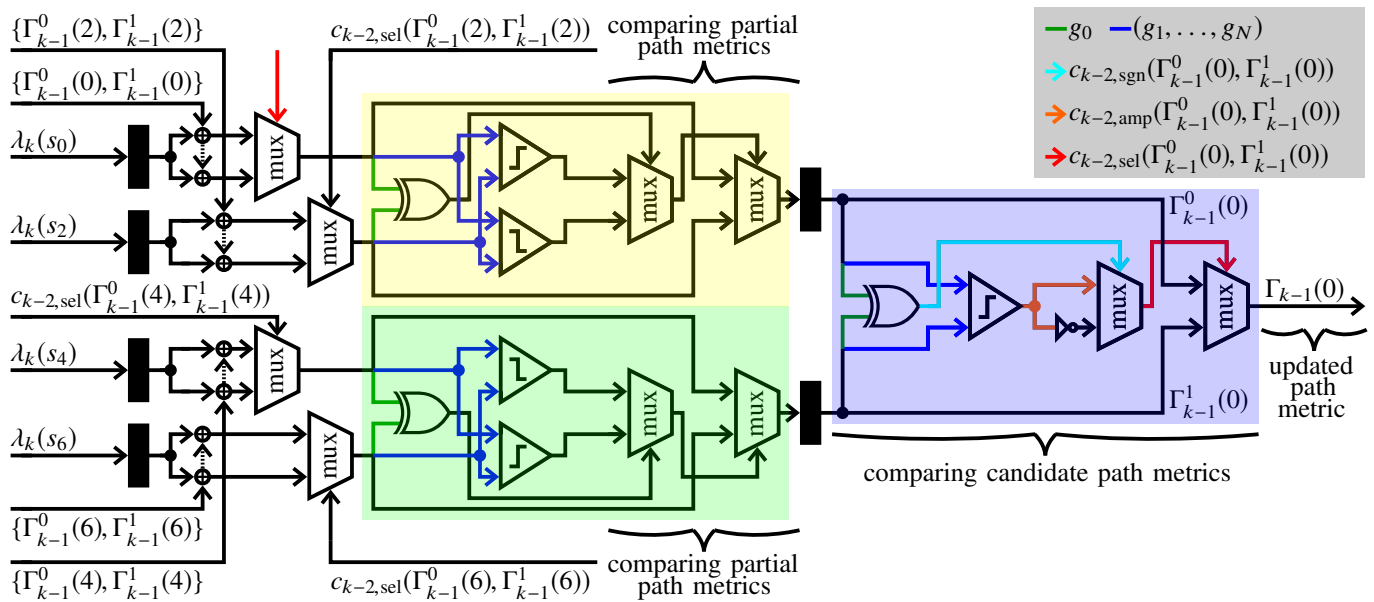 {Γ⁰ₖ₋₁(2), Γ¹ₖ₋₁(2)}
cₖ₋₂,sel(Γ⁰ₖ₋₁(2), Γ¹ₖ₋₁(2))
comparing partial
path metrics
g₀ (g₁, . . . , g_N)
cₖ₋₂,sgn(Γ⁰ₖ₋₁(0), Γ¹ₖ₋₁(0))
cₖ₋₂,amp(Γ⁰ₖ₋₁(0), Γ¹ₖ₋₁(0))
cₖ₋₂,sel(Γ⁰ₖ₋₁(0), Γ¹ₖ₋₁(0))
{Γ⁰ₖ₋₁(0), Γ¹ₖ₋₁(0)}
λₖ(s₀)
mux
mux
mux
λₖ(s₂)
mux
Γ⁰ₖ₋₁(0)
cₖ₋₂,sel(Γ⁰ₖ₋₁(4), Γ¹ₖ₋₁(4))
mux
mux
Γₖ₋₁(0)
λₖ(s₄)
mux
mux
mux
updated
path
metric
Γ¹ₖ₋₁(0)
λₖ(s₆)
mux
comparing candidate path metrics
{Γ⁰ₖ₋₁(6), Γ¹ₖ₋₁(6)}
comparing partial
path metrics
{Γ⁰ₖ₋₁(4), Γ¹ₖ₋₁(4)}
cₖ₋₂,sel(Γ⁰ₖ₋₁(6), Γ¹ₖ₋₁(6))